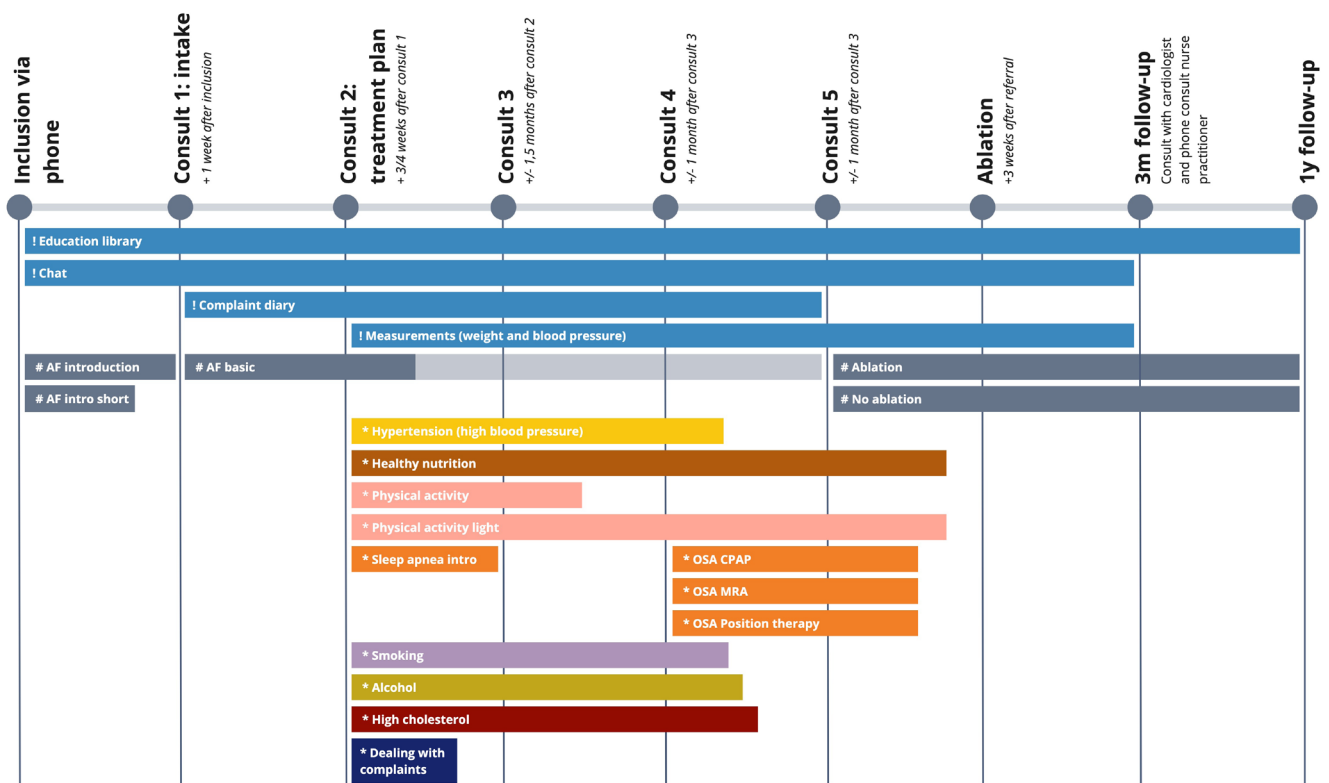 Inclusion via
phone
Consult 1: intake
+ 1 week after inclusion
Consult 2:
treatment plan
+ 3/4 weeks after consult 1
Consult 3
+/- 1,5 months after consult 2
Consult 4
+/- 1 month after consult 3
Consult 5
+/- 1 month after consult 3
Ablation
+3 weeks after referral
3m follow-up
Consult with cardiologist
and phone consult nurse
practitioner
1y follow-up
! Education library
! Chat
! Complaint diary
! Measurements (weight and blood pressure)
# AF introduction
# AF basic
# Ablation
# AF intro short
# No ablation
* Hypertension (high blood pressure)
* Healthy nutrition
* Physical activity
* Physical activity light
* Sleep apnea intro
* OSA CPAP
* OSA MRA
* OSA Position therapy
* Smoking
* Alcohol
* High cholesterol
* Dealing with
complaints